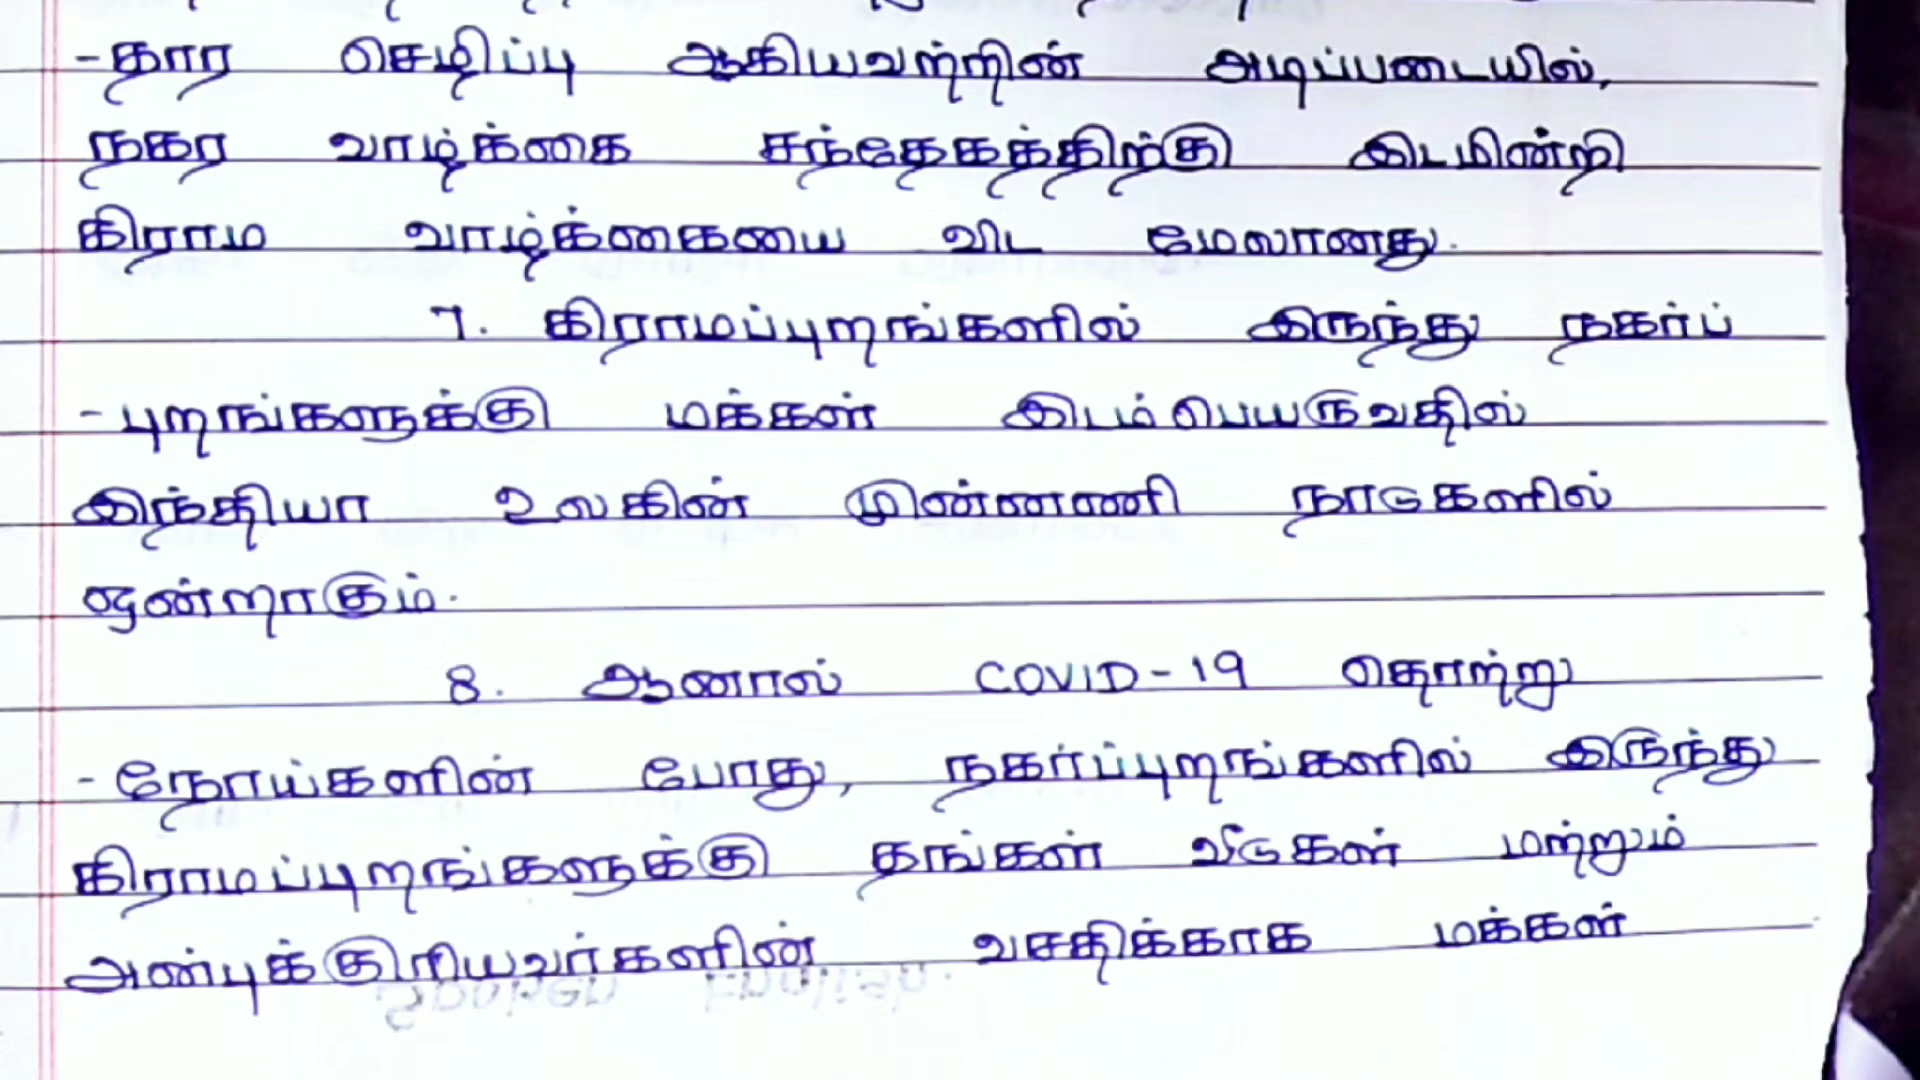 -தார செழிப்பு ஆகியவற்றின் அடிப்படையில்,
நகர வாழ்க்கை சந்தேகத்திற்கு இடமின்றி
கிராம வாழ்க்கையை விட மேலானது.
7. கிராமப்புறங்களில் இருந்து நகர்ப்
-புறங்களுக்கு மக்கள் இடம்பெயருவதில்
இந்தியா உலகின் முன்னணி நாடுகளில்
ஒன்றாகும்.
8. ஆனால் COVID-19 தொற்று
-நோய்களின் போது, நகர்ப்புறங்களில் இருந்து
கிராமப்புறங்களுக்கு தங்கள் வீடுகள் மற்றும்
அன்புக்குரியவர்களின் வசதிக்காக மக்கள்